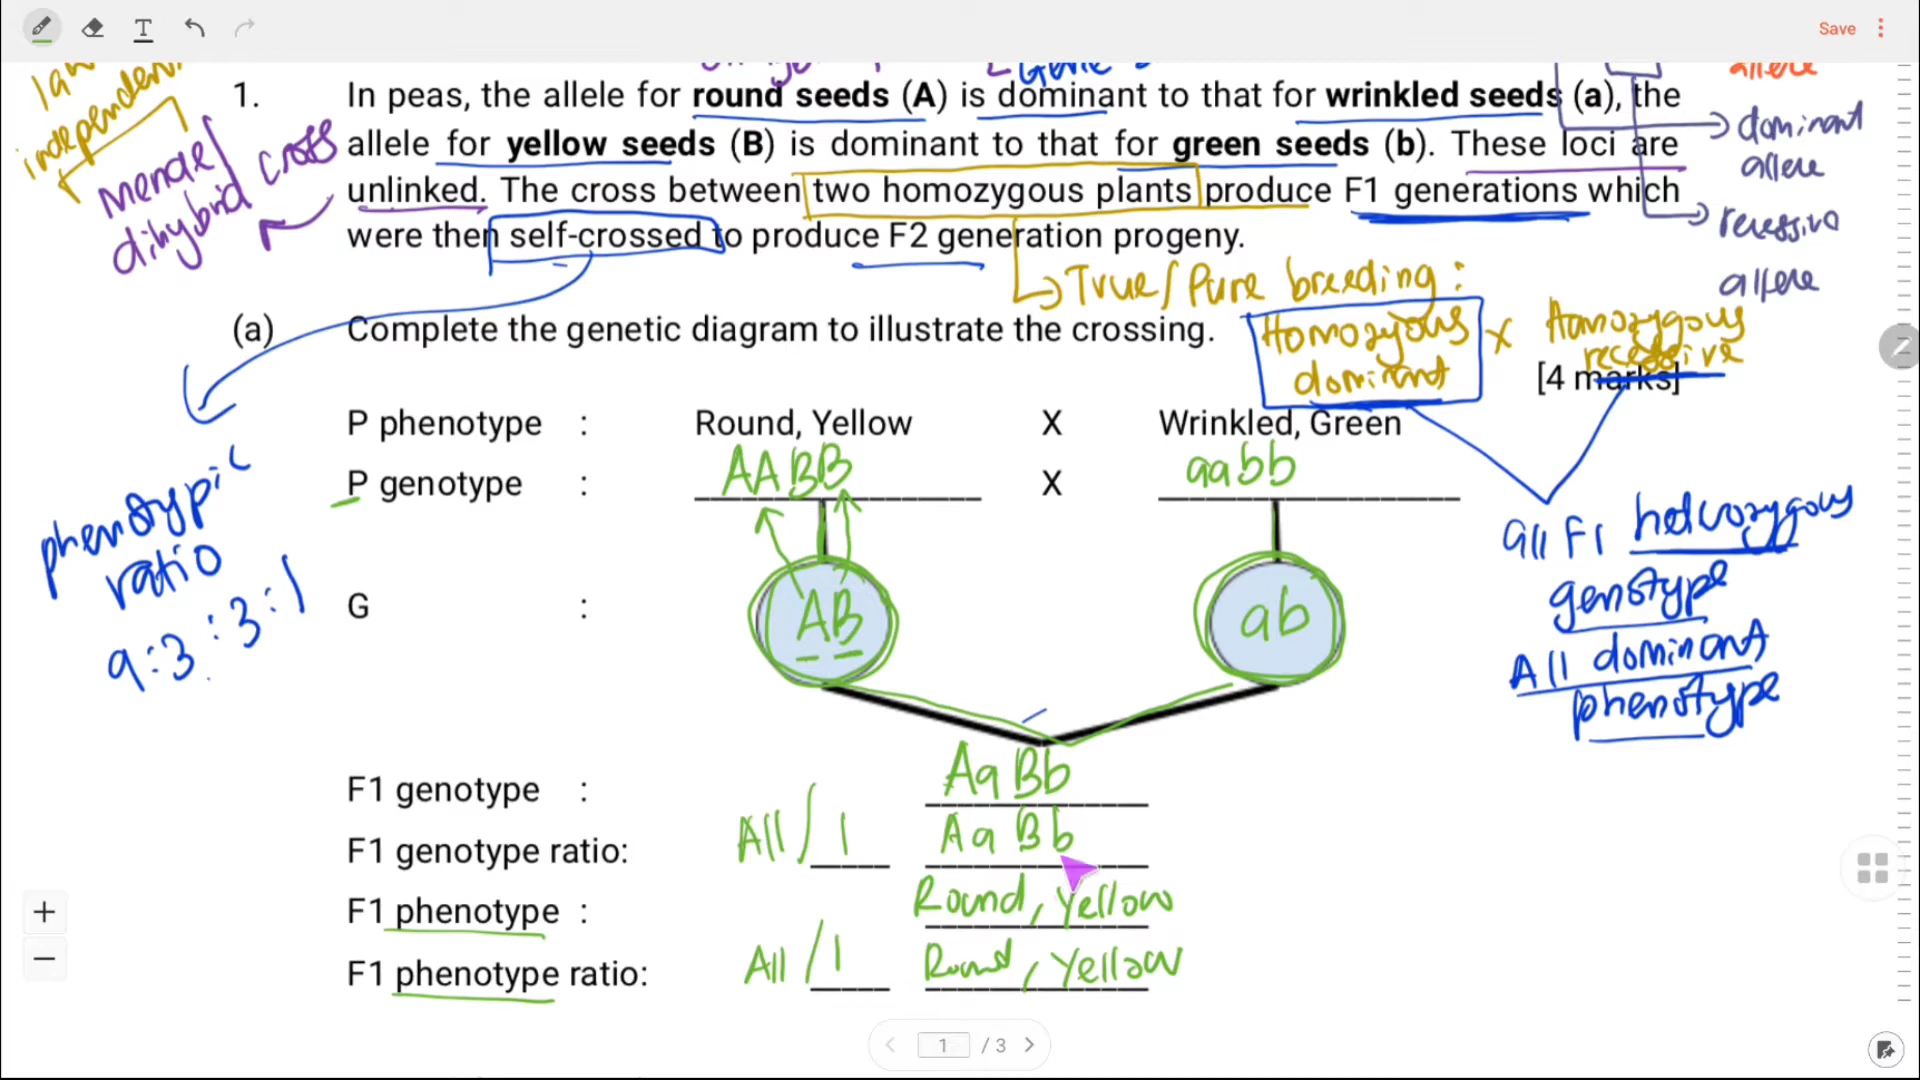 Save
law
independent
Mendel
dihybrid cross
Gene
allele
dominant
allele
recessive
allele
1. In peas, the allele for round seeds (A) is dominant to that for wrinkled seeds (a), the
allele for yellow seeds (B) is dominant to that for green seeds (b). These loci are
unlinked. The cross between two homozygous plants produce F1 generations which
were then self-crossed to produce F2 generation progeny.
True/Pure breeding :
Homozygous
dominant
X
Homozygous
recessive
(a) Complete the genetic diagram to illustrate the crossing.
[4 marks]
P phenotype : Round, Yellow X Wrinkled, Green
P genotype : AABB X aabb
phenotypic
ratio
9:3:3:1
G : AB ab
all F1 heterozygous
genotype
All dominant
phenotype
F1 genotype : AaBb
F1 genotype ratio: All / 1 AaBb
F1 phenotype : Round, Yellow
F1 phenotype ratio: All / 1 Round, Yellow
1 / 3